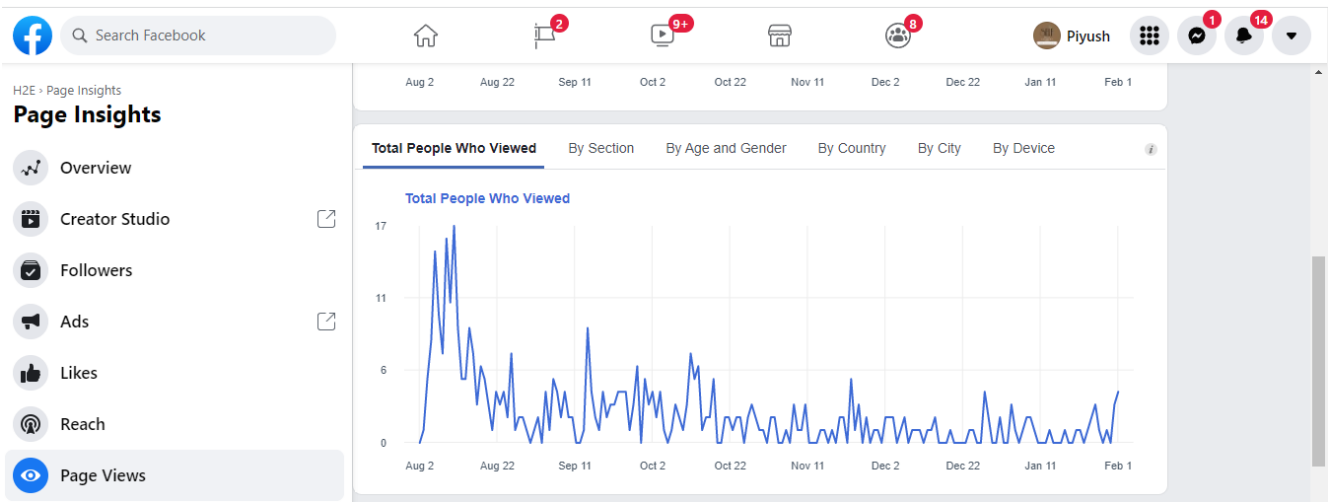 Search Facebook
2
9+
8
Piyush
1
14
H2E › Page Insights
Page Insights
Overview
Creator Studio
Followers
Ads
Likes
Reach
Page Views
Aug 2 Aug 22 Sep 11 Oct 2 Oct 22 Nov 11 Dec 2 Dec 22 Jan 11 Feb 1
Total People Who Viewed By Section By Age and Gender By Country By City By Device
Total People Who Viewed
17
11
6
0
Aug 2 Aug 22 Sep 11 Oct 2 Oct 22 Nov 11 Dec 2 Dec 22 Jan 11 Feb 1